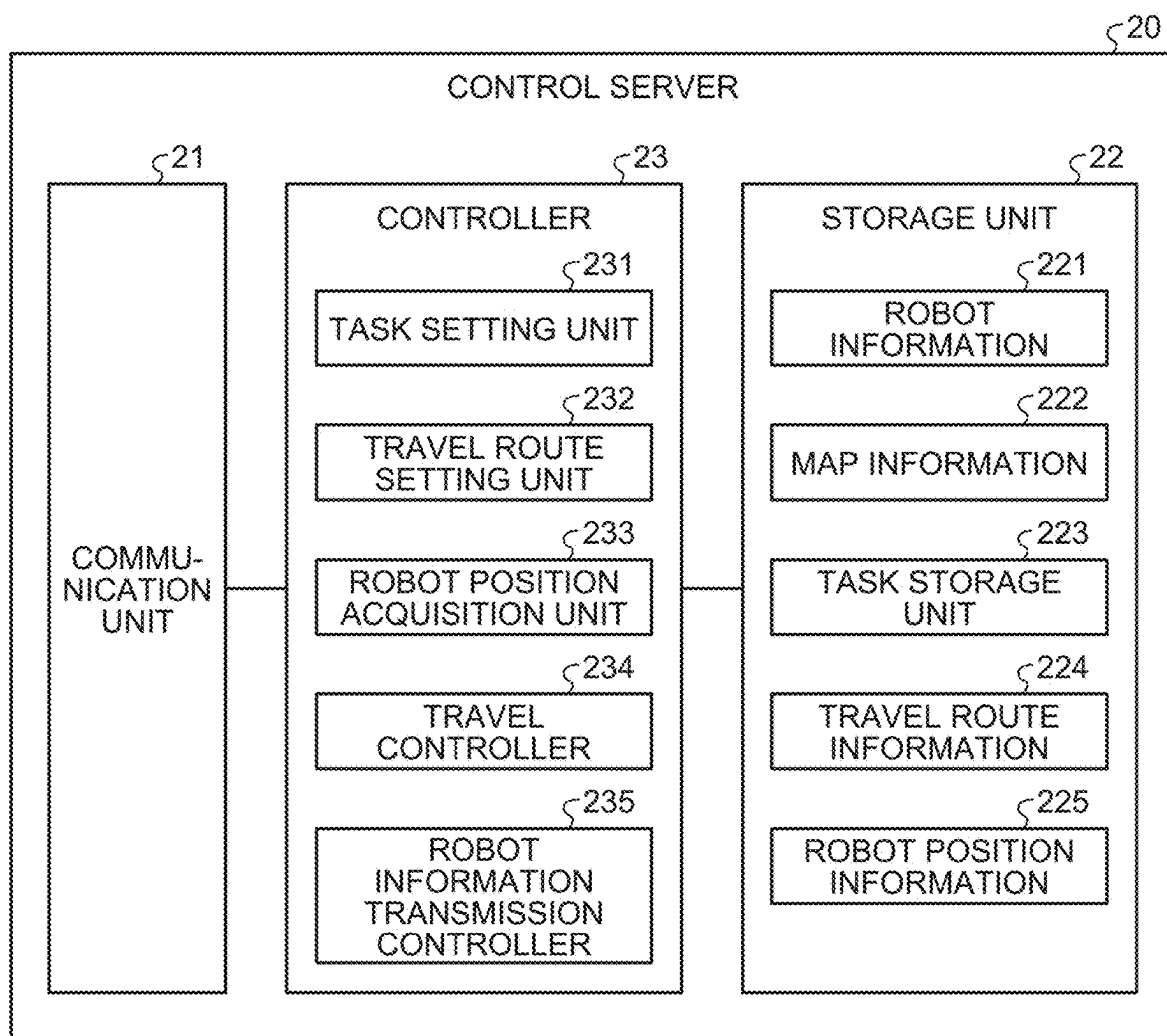 20
CONTROL SERVER
21
COMMU-
NICATION
UNIT
23
CONTROLLER
231
TASK SETTING UNIT
232
TRAVEL ROUTE
SETTING UNIT
233
ROBOT POSITION
ACQUISITION UNIT
234
TRAVEL
CONTROLLER
235
ROBOT
INFORMATION
TRANSMISSION
CONTROLLER
22
STORAGE UNIT
221
ROBOT
INFORMATION
222
MAP INFORMATION
223
TASK STORAGE
UNIT
224
TRAVEL ROUTE
INFORMATION
225
ROBOT POSITION
INFORMATION